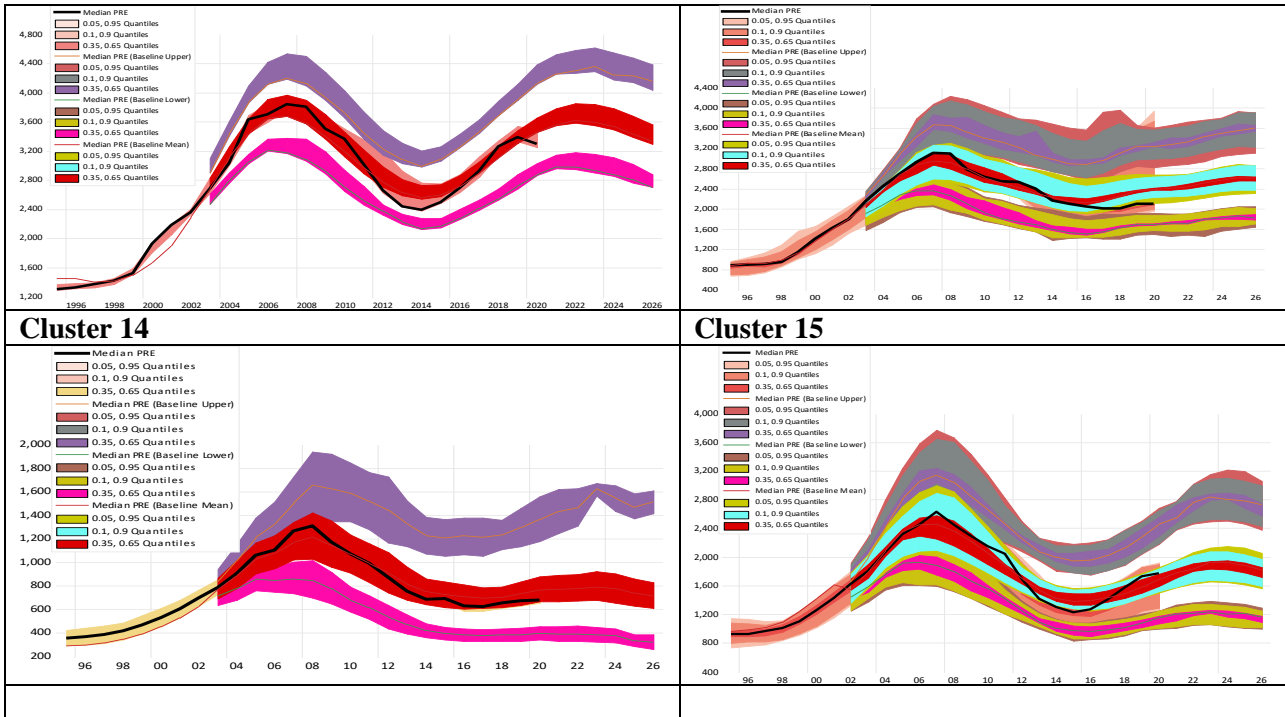 Median PRE
0.05, 0.95 Quantiles
0.1, 0.9 Quantiles
0.35, 0.65 Quantiles
Median PRE (Baseline Upper)
0.05, 0.95 Quantiles
0.1, 0.9 Quantiles
0.35, 0.65 Quantiles
Median PRE (Baseline Lower)
0.05, 0.95 Quantiles
0.1, 0.9 Quantiles
0.35, 0.65 Quantiles
Median PRE (Baseline Mean)
0.05, 0.95 Quantiles
0.1, 0.9 Quantiles
0.35, 0.65 Quantiles
4,800
4,400
4,000
3,600
3,200
2,800
2,400
2,000
1,600
1,200
1996 1998 2000 2002 2004 2006 2008 2010 2012 2014 2016 2018 2020 2022 2024 2026
Median PRE
0.05, 0.95 Quantiles
0.1, 0.9 Quantiles
0.35, 0.65 Quantiles
Median PRE (Baseline Upper)
0.05, 0.95 Quantiles
0.1, 0.9 Quantiles
0.35, 0.65 Quantiles
Median PRE (Baseline Lower)
0.05, 0.95 Quantiles
0.1, 0.9 Quantiles
0.35, 0.65 Quantiles
Median PRE (Baseline Mean)
0.05, 0.95 Quantiles
0.1, 0.9 Quantiles
0.35, 0.65 Quantiles
4,400
4,000
3,600
3,200
2,800
2,400
2,000
1,600
1,200
800
400
96 98 00 02 04 06 08 10 12 14 16 18 20 22 24 26
Cluster 14
Cluster 15
Median PRE
0.05, 0.95 Quantiles
0.1, 0.9 Quantiles
0.35, 0.65 Quantiles
Median PRE (Baseline Upper)
0.05, 0.95 Quantiles
0.1, 0.9 Quantiles
0.35, 0.65 Quantiles
Median PRE (Baseline Lower)
0.05, 0.95 Quantiles
0.1, 0.9 Quantiles
0.35, 0.65 Quantiles
Median PRE (Baseline Mean)
0.05, 0.95 Quantiles
0.1, 0.9 Quantiles
0.35, 0.65 Quantiles
2,000
1,800
1,600
1,400
1,200
1,000
800
600
400
200
96 98 00 02 04 06 08 10 12 14 16 18 20 22 24 26
Median PRE
0.05, 0.95 Quantiles
0.1, 0.9 Quantiles
0.35, 0.65 Quantiles
Median PRE (Baseline Upper)
0.05, 0.95 Quantiles
0.1, 0.9 Quantiles
0.35, 0.65 Quantiles
Median PRE (Baseline Lower)
0.05, 0.95 Quantiles
0.1, 0.9 Quantiles
0.35, 0.65 Quantiles
Median PRE (Baseline Mean)
0.05, 0.95 Quantiles
0.1, 0.9 Quantiles
0.35, 0.65 Quantiles
4,000
3,600
3,200
2,800
2,400
2,000
1,600
1,200
800
400
96 98 00 02 04 06 08 10 12 14 16 18 20 22 24 26